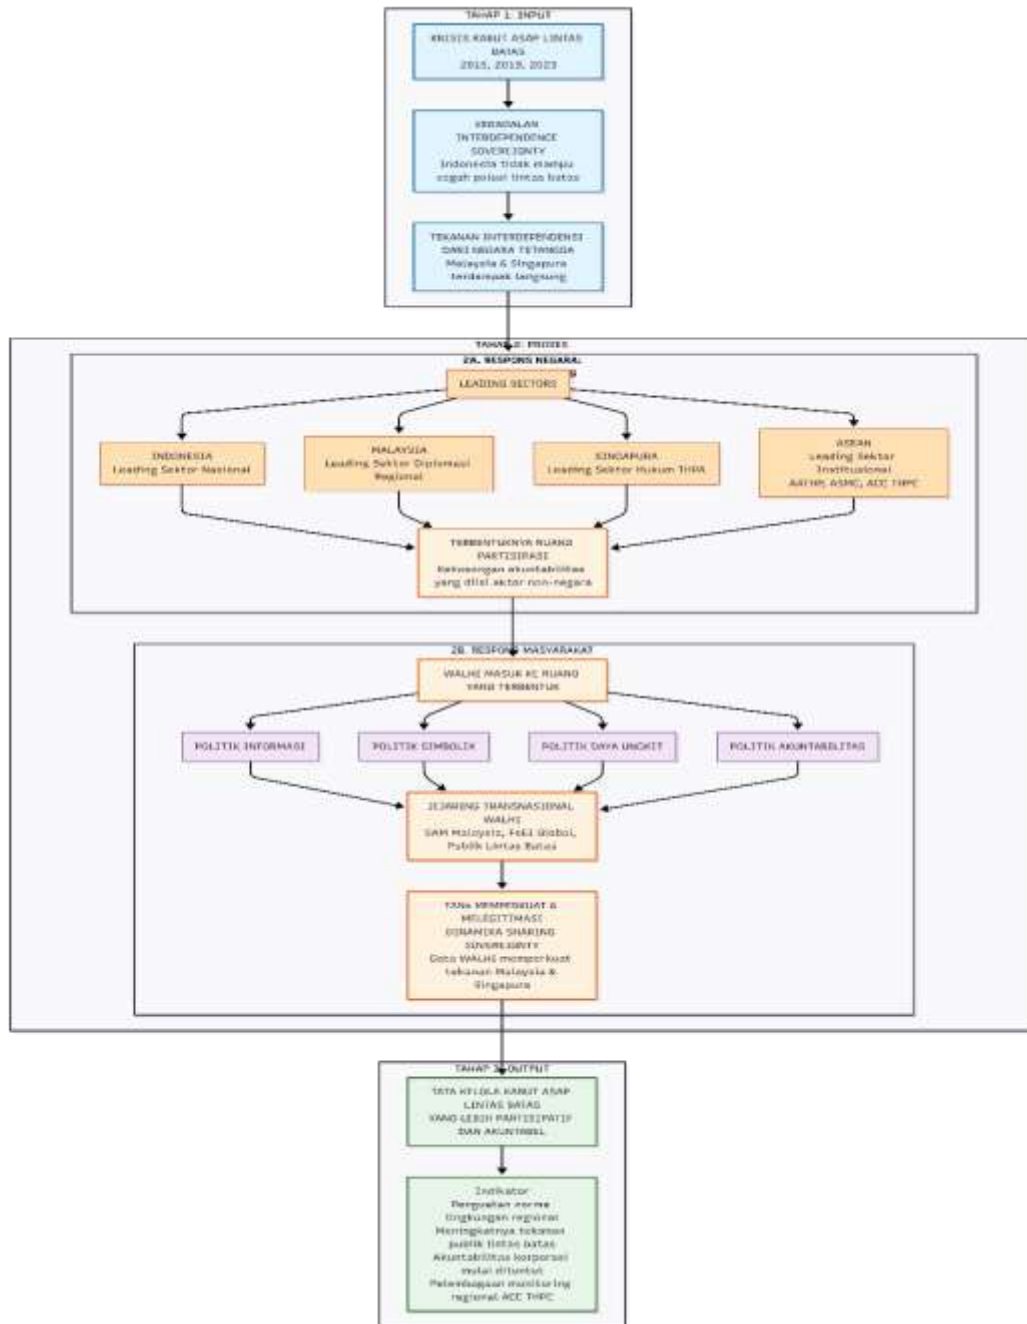 TAHAP 1: INPUT
KRISIS KABUT ASAP LINTAS
BATAS
2015, 2019, 2023
KEGAGALAN
INTERDEPENDENCE
SOVEREIGNTY
Indonesia tidak mampu
cegah polusi lintas batas
TEKANAN INTERDEPENDENSI
DARI NEGARA TETANGGA
Malaysia & Singapura
terdampak langsung
TAHAP 2: PROSES
2A. RESPONS NEGARA:
LEADING SECTORS
INDONESIA
Leading Sektor Nasional
MALAYSIA
Leading Sektor Diplomasi
Regional
SINGAPURA
Leading Sektor Hukum THPA
ASEAN
Leading Sektor
Institusional
AATHP, ASMC, ACC THPC
TERBENTUKNYA RUANG
PARTISIPASI
Kekosongan akuntabilitas
yang diisi aktor non-negara
2B. RESPONS MASYARAKAT
WALHI MASUK KE RUANG
YANG TERBENTUK
POLITIK INFORMASI
POLITIK SIMBOLIK
POLITIK DAYA UNGKIT
POLITIK AKUNTABILITAS
JEJARING TRANSNASIONAL
WALHI
SAM Malaysia, FoEI Global,
Publik Lintas Batas
TANs MEMPERKUAT &
MELEGITIMASI
DINAMIKA SHARING
SOVEREIGNTY
Data WALHI memperkuat
tekanan Malaysia &
Singapura
TAHAP 3: OUTPUT
TATA KELOLA KABUT ASAP
LINTAS BATAS
YANG LEBIH PARTISIPATIF
DAN AKUNTABEL
Indikator
Penguatan norma
lingkungan regional
Meningkatnya tekanan
publik lintas batas
Akuntabilitas korporasi
mulai dituntut
Pelembagaan monitoring
regional ACC THPC